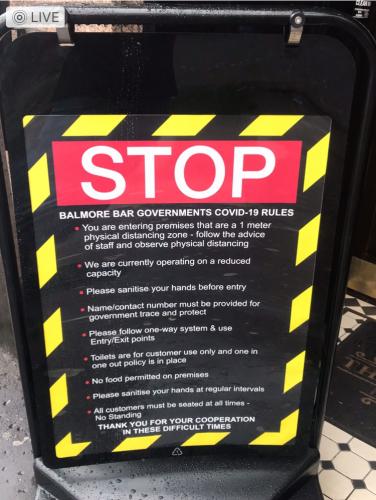 LIVE
STOP
BALMORE BAR GOVERNMENTS COVID-19 RULES
• You are entering premises that are a 1 meter
physical distancing zone - follow the advice
of staff and observe physical distancing
• We are currently operating on a reduced
capacity
• Please sanitise your hands before entry
• Name/contact number must be provided for
government trace and protect
• Please follow one-way system & use
Entry/Exit points
• Toilets are for customer use only and one in
one out policy is in place
• No food permitted on premises
• Please sanitise your hands at regular intervals
• All customers must be seated at all times -
No Standing
THANK YOU FOR YOUR COOPERATION
IN THESE DIFFICULT TIMES